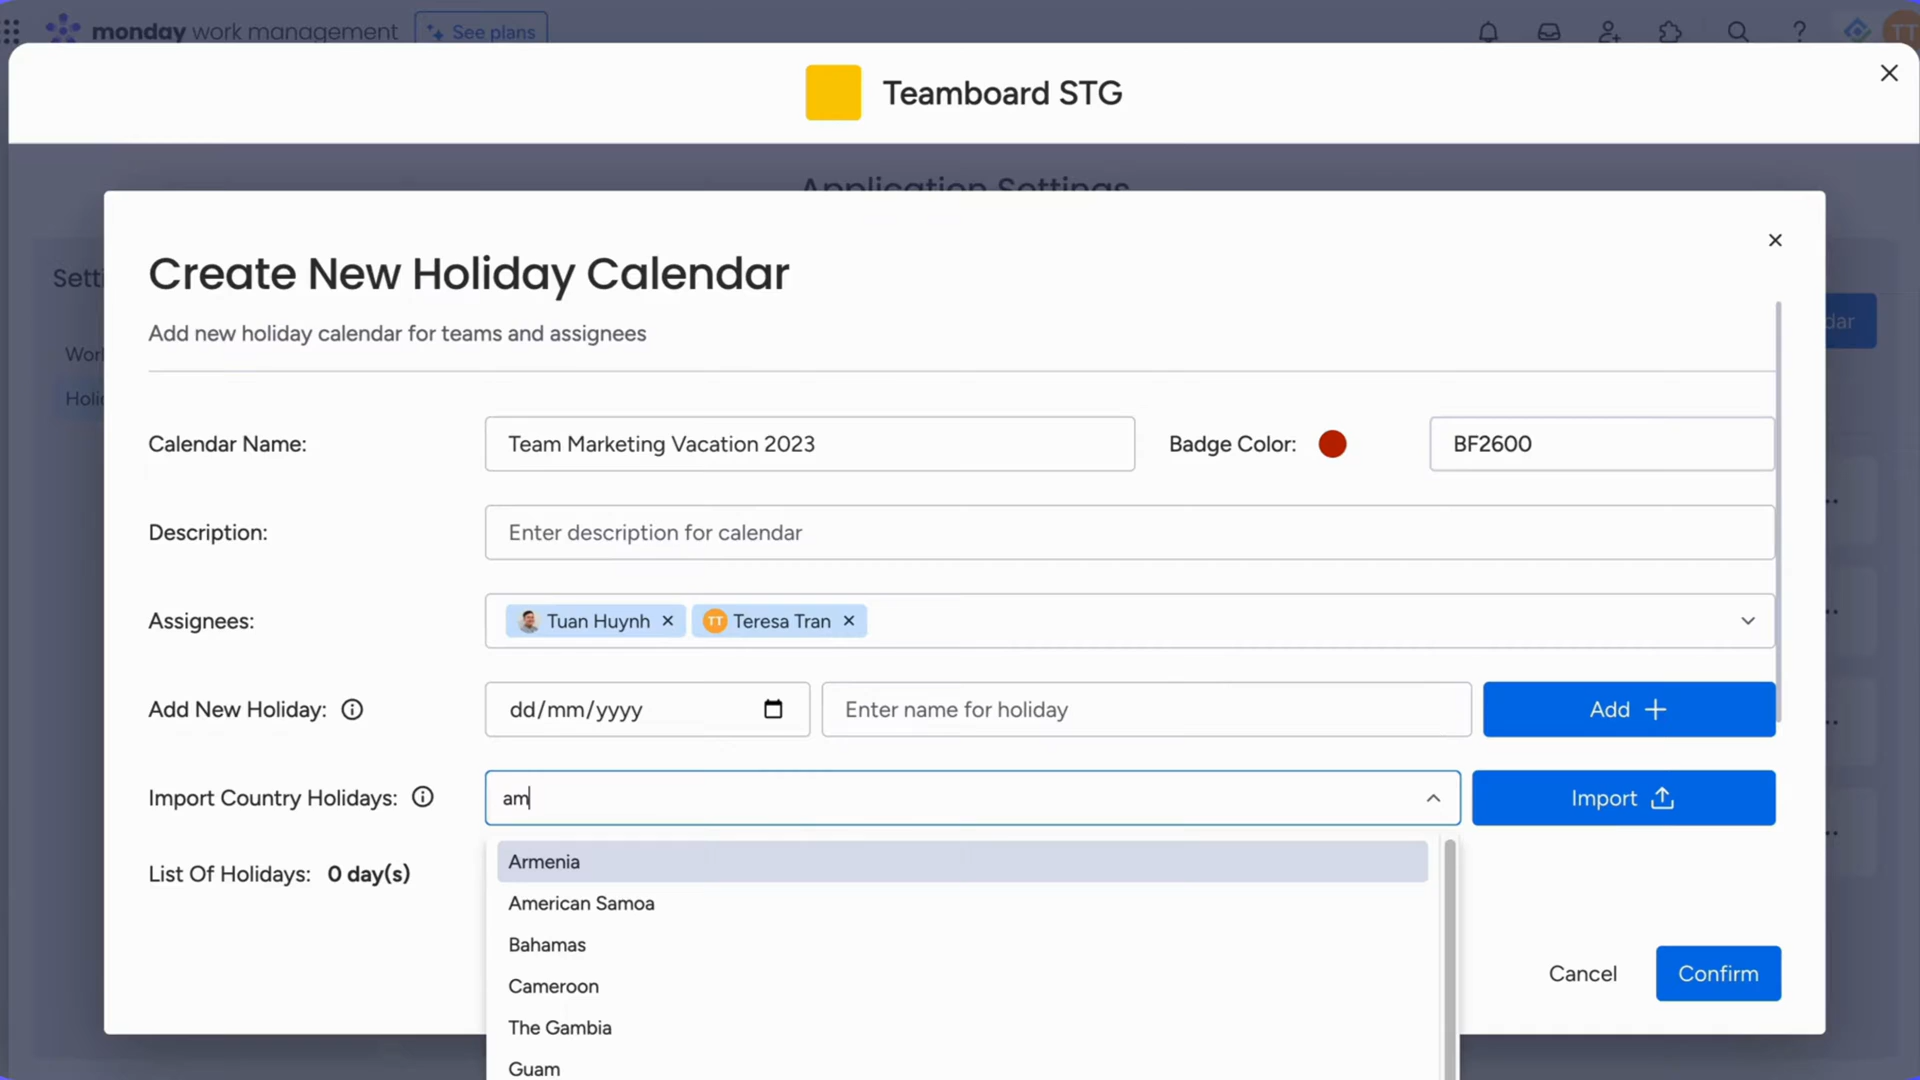 monday work management
See plans
TT
Teamboard STG
Application Settings
Create New Holiday Calendar
Add new holiday calendar for teams and assignees
Calendar Name:
Team Marketing Vacation 2023
Badge Color:
BF2600
Description:
Enter description for calendar
Assignees:
Tuan Huynh
TT Teresa Tran
Add New Holiday:
dd/mm/yyyy
Enter name for holiday
Add
Import Country Holidays:
am
Import
List Of Holidays: 0 day(s)
Armenia
American Samoa
Bahamas
Cameroon
The Gambia
Guam
Cancel
Confirm